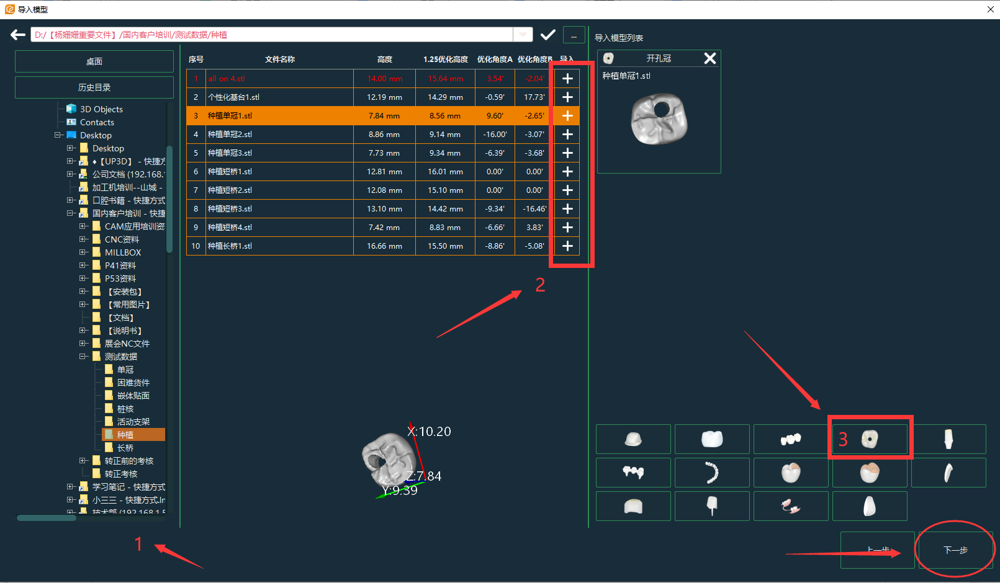 导入模型
D:/【杨姗姗重要文件】/国内客户培训/测试数据/种植
...
导入模型列表
桌面
历史目录
3D Objects
Contacts
Desktop
Desktop
♦【UP3D】 - 快捷方
公司文档 (192.168.
加工机培训--山城 -
口腔书籍 - 快捷方式
国内客户培训 - 快捷
CAM应用培训资
CNC资料
MILLBOX
P41资料
P53资料
【安装包】
【常用图片】
【文档】
【说明书】
展会NC文件
测试数据
单冠
困难货件
嵌体贴面
桩核
活动支架
种植
长桥
转正前的考核
转正考核
学习笔记 - 快捷方式
小三三 - 快捷方式.ln
技术部 (192.168.1.5
序号 文件名称 高度 1.25优化高度 优化角度A 优化角度B 导入
1 all on 4.stl 14.00 mm 15.64 mm 3.54' -2.04'
2 个性化基台1.stl 12.19 mm 14.29 mm -0.59' 17.73'
3 种植单冠1.stl 7.84 mm 8.56 mm 9.60' -2.65'
4 种植单冠2.stl 8.86 mm 9.14 mm -16.00' -3.07'
5 种植单冠3.stl 7.73 mm 9.34 mm -6.39' -3.68'
6 种植短桥1.stl 12.81 mm 16.01 mm 0.00' 0.00'
7 种植短桥2.stl 12.08 mm 15.10 mm 0.00' 0.00'
8 种植短桥3.stl 13.10 mm 14.42 mm -9.34' -16.46'
9 种植短桥4.stl 7.42 mm 8.83 mm -6.66' 3.83'
10 种植长桥1.stl 16.66 mm 15.50 mm -8.86' -5.08'
开孔冠
种植单冠1.stl
2
X:10.20
Z:7.84
Y:9.39
3
1
上一步
下一步